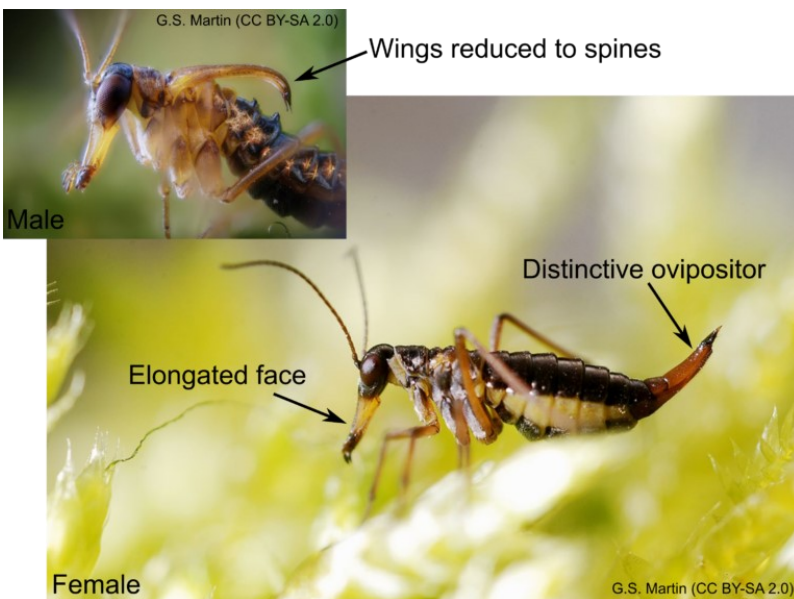 G.S. Martin (CC BY-SA 2.0)
Wings reduced to spines
Male
Distinctive ovipositor
Elongated face
Female
G.S. Martin (CC BY-SA 2.0)